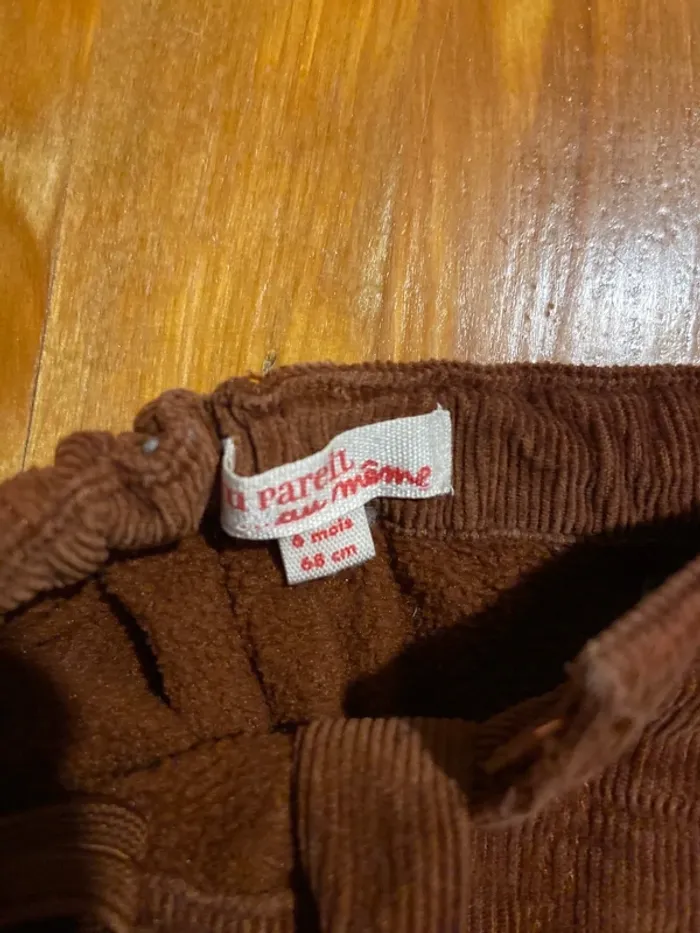 u pareil
au même
6 mois
68 cm